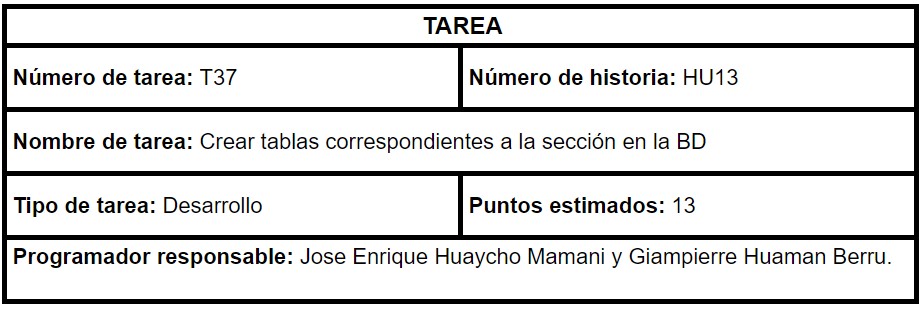 TAREA
Número de tarea: T37
Número de historia: HU13
Nombre de tarea: Crear tablas correspondientes a la sección en la BD
Tipo de tarea: Desarrollo
Puntos estimados: 13
Programador responsable: Jose Enrique Huaycho Mamani y Giampierre Huaman Berru.